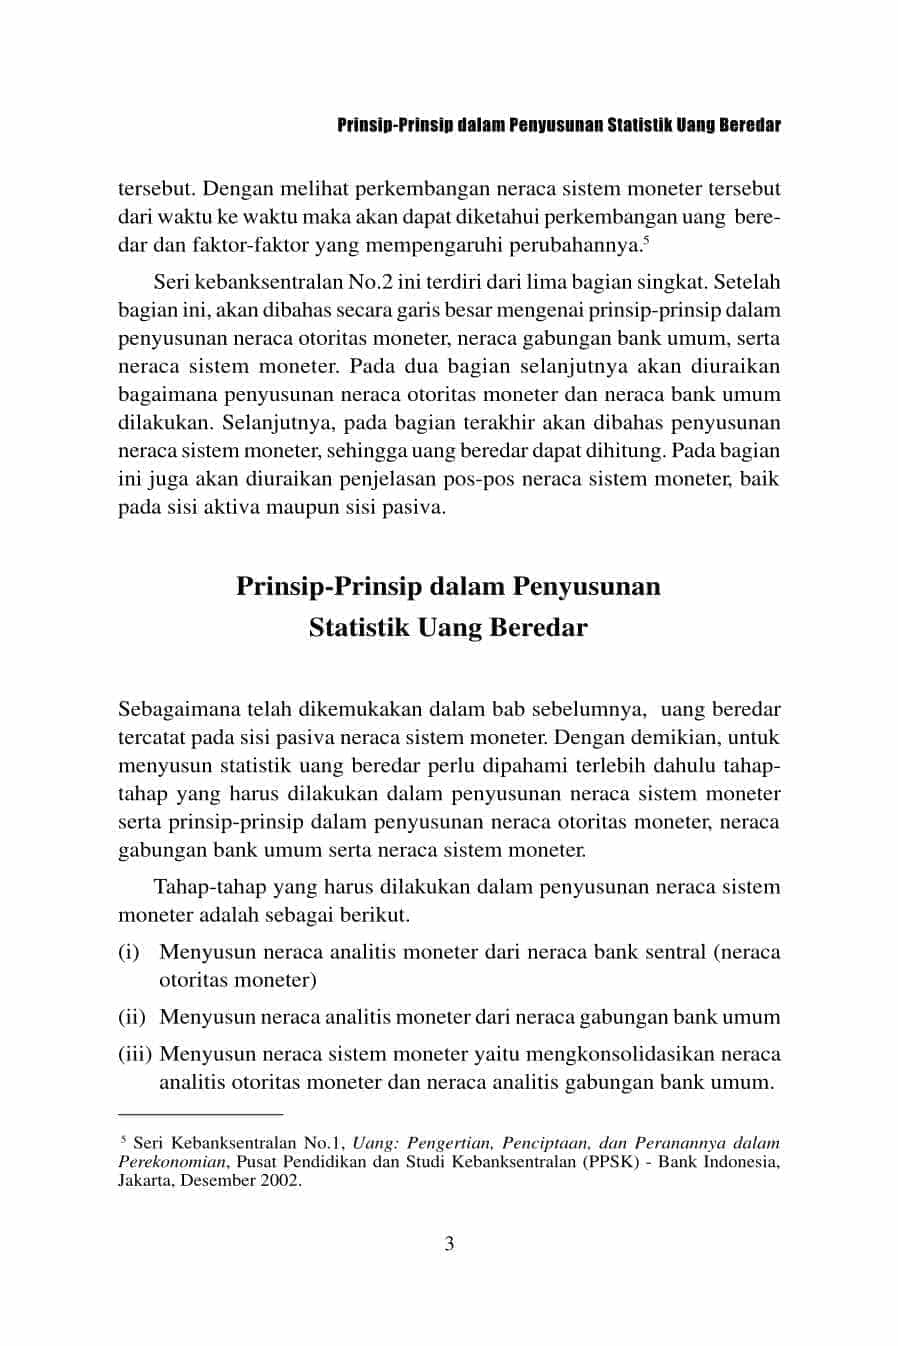 Prinsip-Prinsip dalam Penyusunan Statistik Uang Beredar
tersebut. Dengan melihat perkembangan neraca sistem moneter tersebut
dari waktu ke waktu maka akan dapat diketahui perkembangan uang bere-
dar dan faktor-faktor yang mempengaruhi perubahannya.5
Seri kebanksentralan No.2 ini terdiri dari lima bagian singkat. Setelah
bagian ini, akan dibahas secara garis besar mengenai prinsip-prinsip dalam
penyusunan neraca otoritas moneter, neraca gabungan bank umum, serta
neraca sistem moneter. Pada dua bagian selanjutnya akan diuraikan
bagaimana penyusunan neraca otoritas moneter dan neraca bank umum
dilakukan. Selanjutnya, pada bagian terakhir akan dibahas penyusunan
neraca sistem moneter, sehingga uang beredar dapat dihitung. Pada bagian
ini juga akan diuraikan penjelasan pos-pos neraca sistem moneter, baik
pada sisi aktiva maupun sisi pasiva.
Prinsip-Prinsip dalam Penyusunan
Statistik Uang Beredar
Sebagaimana telah dikemukakan dalam bab sebelumnya, uang beredar
tercatat pada sisi pasiva neraca sistem moneter. Dengan demikian, untuk
menyusun statistik uang beredar perlu dipahami terlebih dahulu tahap-
tahap yang harus dilakukan dalam penyusunan neraca sistem moneter
serta prinsip-prinsip dalam penyusunan neraca otoritas moneter, neraca
gabungan bank umum serta neraca sistem moneter.
Tahap-tahap yang harus dilakukan dalam penyusunan neraca sistem
moneter adalah sebagai berikut.
(i) Menyusun neraca analitis moneter dari neraca bank sentral (neraca
otoritas moneter)
(ii) Menyusun neraca analitis moneter dari neraca gabungan bank umum
(iii) Menyusun neraca sistem moneter yaitu mengkonsolidasikan neraca
analitis otoritas moneter dan neraca analitis gabungan bank umum.
5 Seri Kebanksentralan No.1, Uang: Pengertian, Penciptaan, dan Peranannya dalam
Perekonomian, Pusat Pendidikan dan Studi Kebanksentralan (PPSK) - Bank Indonesia,
Jakarta, Desember 2002.
3